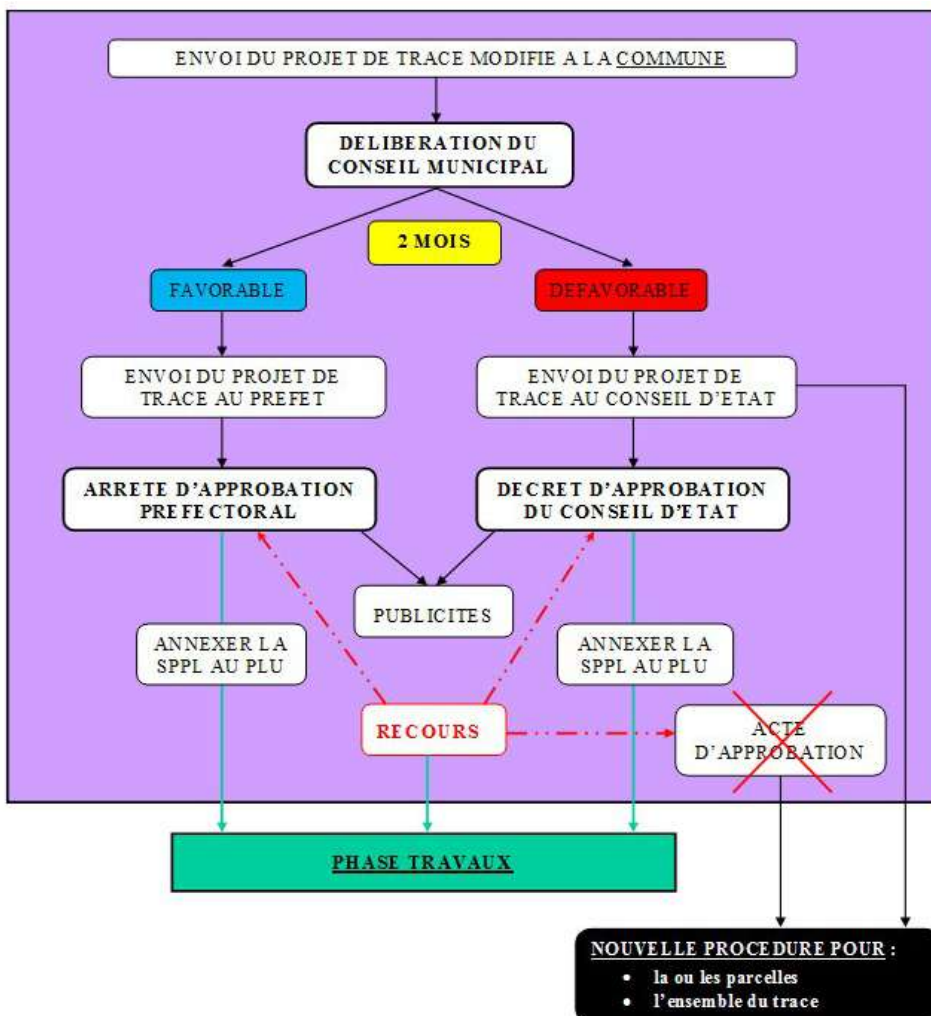 ENVOI DU PROJET DE TRACE MODIFIE A LA COMMUNE
DELIBERATION DU
CONSEIL MUNICIPAL
2 MOIS
FAVORABLE
DEFAVORABLE
ENVOI DU PROJET DE
TRACE AU PREFET
ENVOI DU PROJET DE
TRACE AU CONSEIL D'ETAT
ARRETE D'APPROBATION
PREFECTORAL
DECRET D'APPROBATION
DU CONSEIL D'ETAT
PUBLICITES
ANNEXER LA
SPPL AU PLU
ANNEXER LA
SPPL AU PLU
RECOURS
ACTE
D'APPROBATION
PHASE TRAVAUX
NOUVELLE PROCEDURE POUR :
• la ou les parcelles
• l'ensemble du trace